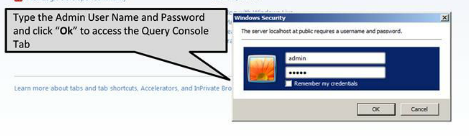 Type the Admin User Name and Password
and click "Ok" to access the Query Console
Tab
Windows Security
The server localhost at public requires a username and password.
admin
•••••
Remember my credentials
OK
Cancel
Learn more about tabs and tab shortcuts, Accelerators, and InPrivate Bro